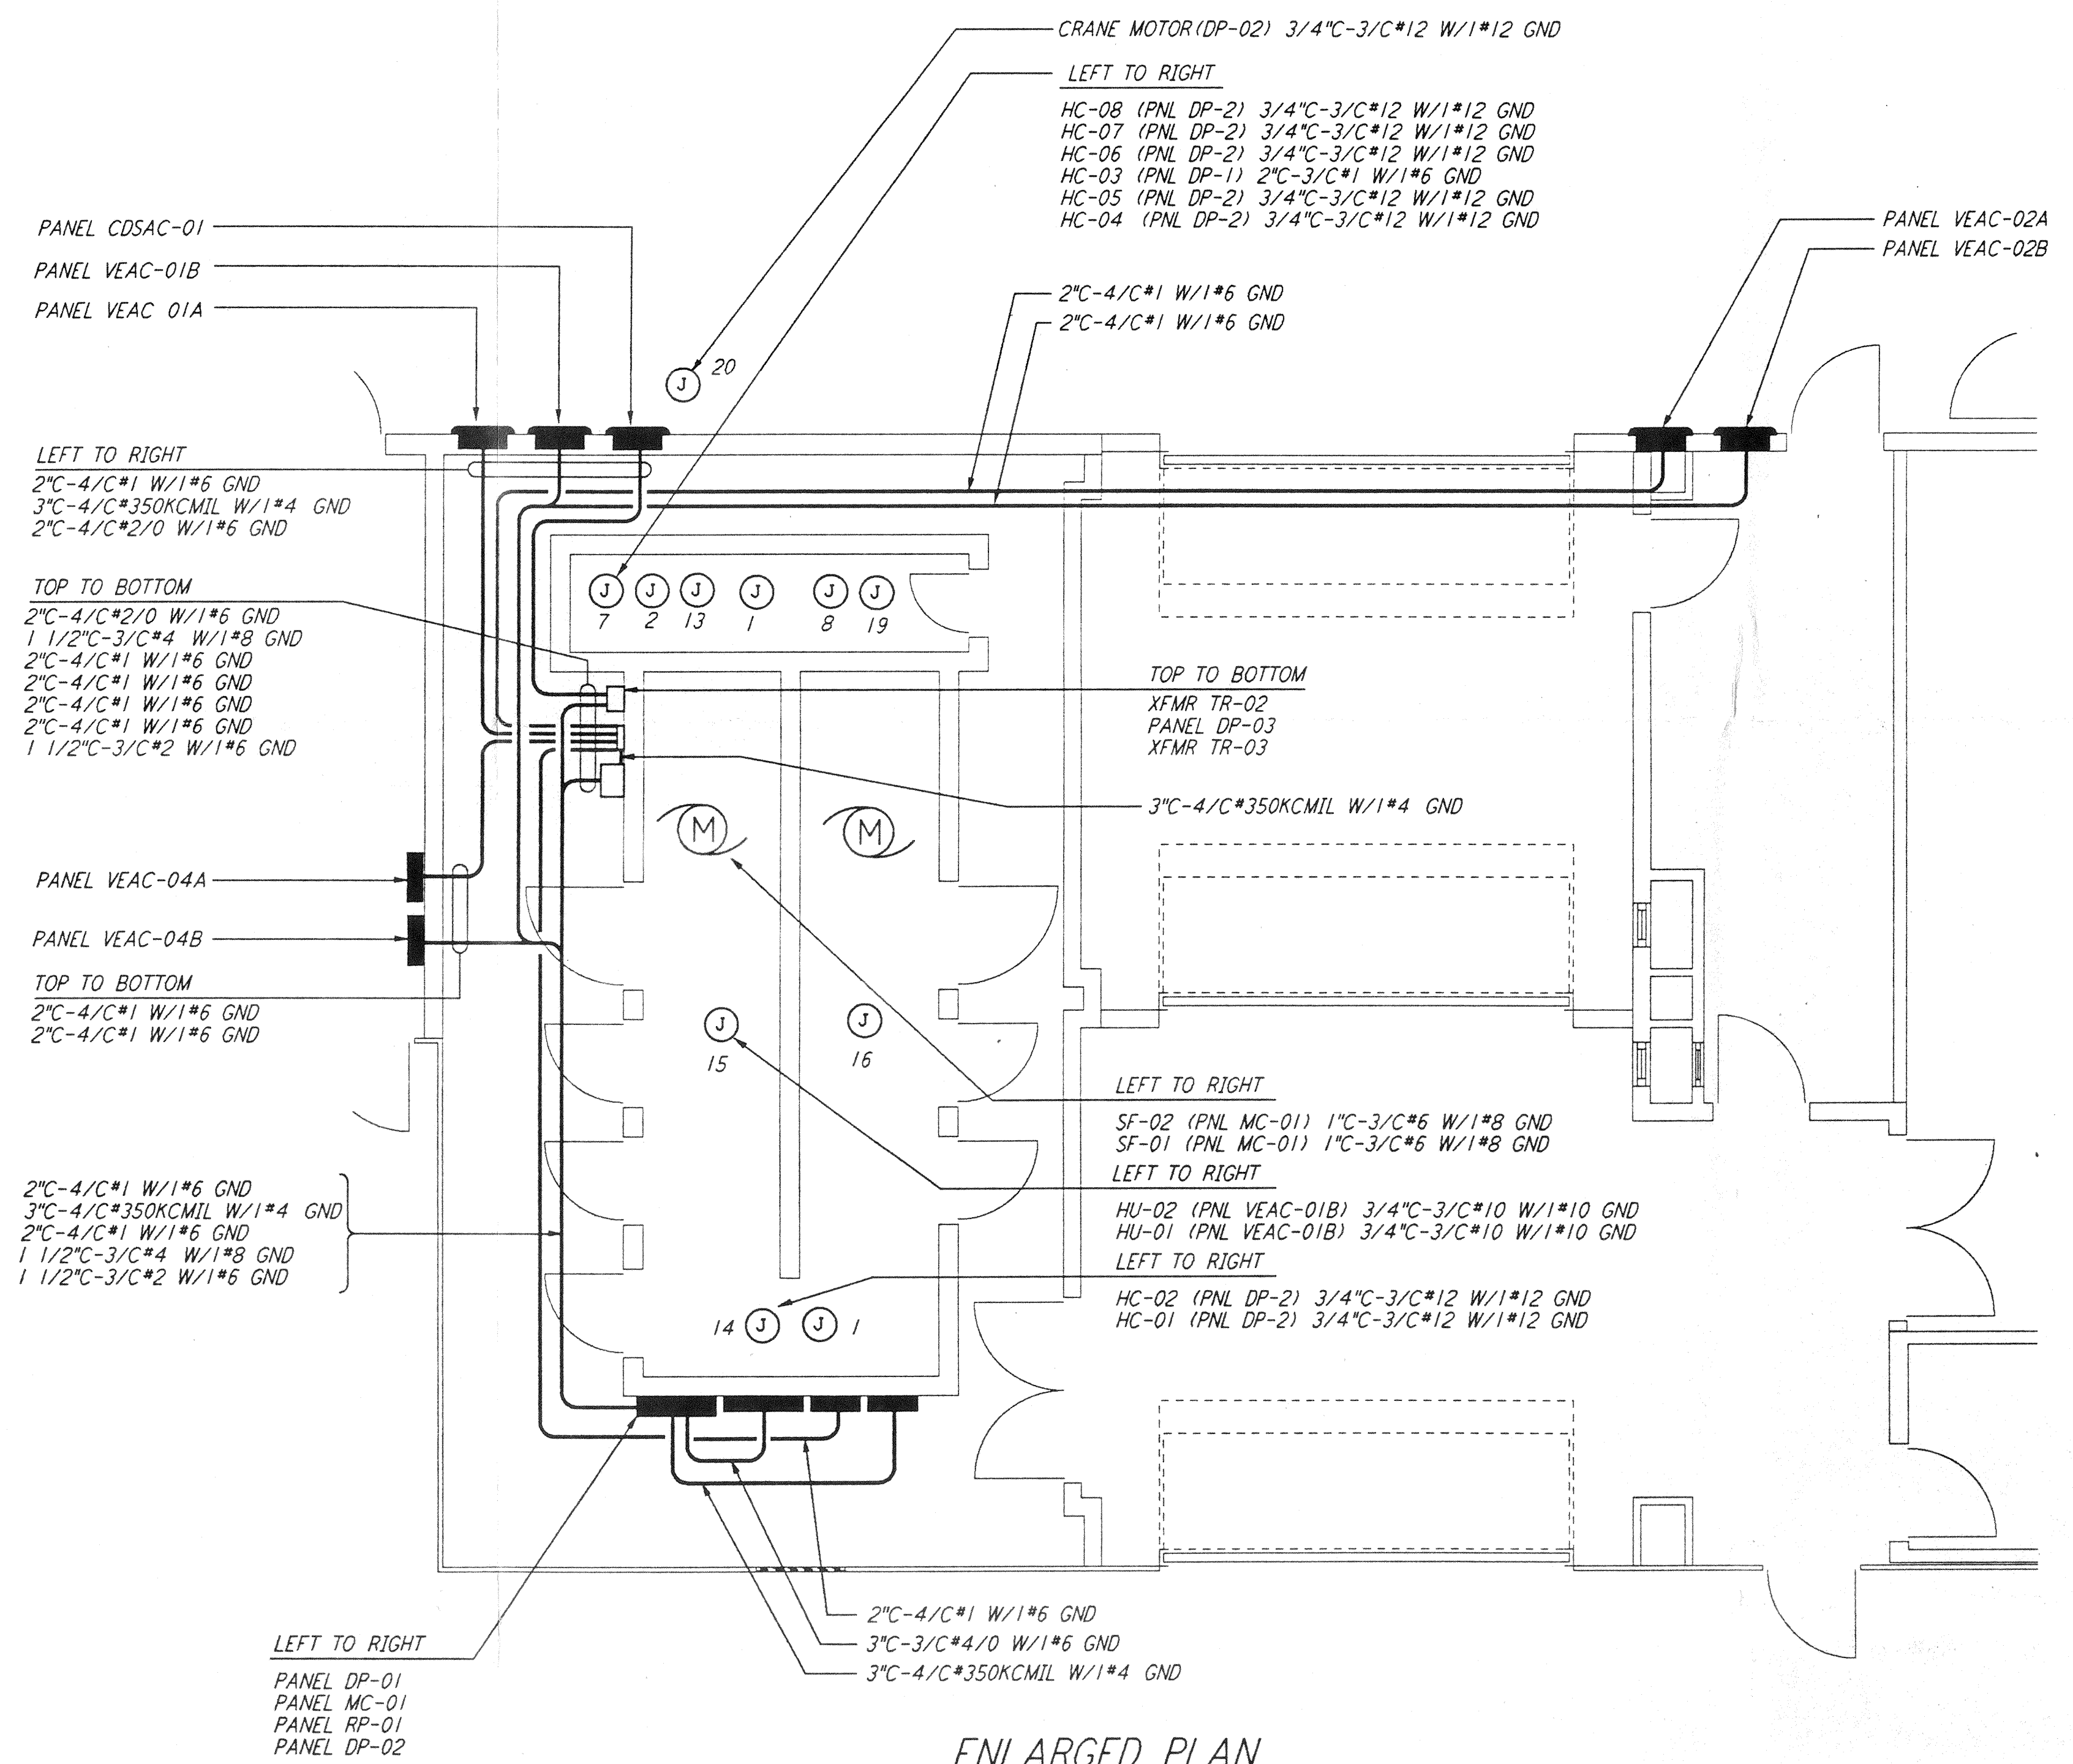 CRANE MOTOR(DP-02) 3/4"C-3/C#12 W/1#12 GND
LEFT TO RIGHT
HC-08 (PNL DP-2) 3/4"C-3/C#12 W/1#12 GND
HC-07 (PNL DP-2) 3/4"C-3/C#12 W/1#12 GND
HC-06 (PNL DP-2) 3/4"C-3/C#12 W/1#12 GND
HC-03 (PNL DP-1) 2"C-3/C#1 W/1#6 GND
HC-05 (PNL DP-2) 3/4"C-3/C#12 W/1#12 GND
HC-04 (PNL DP-2) 3/4"C-3/C#12 W/1#12 GND
PANEL CDSAC-01
PANEL VEAC-01B
PANEL VEAC 01A
PANEL VEAC-02A
PANEL VEAC-02B
2"C-4/C#1 W/1#6 GND
2"C-4/C#1 W/1#6 GND
J 20
LEFT TO RIGHT
2"C-4/C#1 W/1#6 GND
3"C-4/C#350KCMIL W/1#4 GND
2"C-4/C#2/0 W/1#6 GND
TOP TO BOTTOM
2"C-4/C#2/0 W/1#6 GND
1 1/2"C-3/C#4 W/1#8 GND
2"C-4/C#1 W/1#6 GND
2"C-4/C#1 W/1#6 GND
2"C-4/C#1 W/1#6 GND
2"C-4/C#1 W/1#6 GND
1 1/2"C-3/C#2 W/1#6 GND
J J J J J J
7 2 13 1 8 19
TOP TO BOTTOM
XFMR TR-02
PANEL DP-03
XFMR TR-03
3"C-4/C#350KCMIL W/1#4 GND
M M
PANEL VEAC-04A
PANEL VEAC-04B
TOP TO BOTTOM
2"C-4/C#1 W/1#6 GND
2"C-4/C#1 W/1#6 GND
J J
15 16
LEFT TO RIGHT
SF-02 (PNL MC-01) 1"C-3/C#6 W/1#8 GND
SF-01 (PNL MC-01) 1"C-3/C#6 W/1#8 GND
LEFT TO RIGHT
HU-02 (PNL VEAC-01B) 3/4"C-3/C#10 W/1#10 GND
HU-01 (PNL VEAC-01B) 3/4"C-3/C#10 W/1#10 GND
LEFT TO RIGHT
HC-02 (PNL DP-2) 3/4"C-3/C#12 W/1#12 GND
HC-01 (PNL DP-2) 3/4"C-3/C#12 W/1#12 GND
2"C-4/C#1 W/1#6 GND
3"C-4/C#350KCMIL W/1#4 GND
2"C-4/C#1 W/1#6 GND
1 1/2"C-3/C#4 W/1#8 GND
1 1/2"C-3/C#2 W/1#6 GND
14 J J 1
2"C-4/C#1 W/1#6 GND
3"C-3/C#4/0 W/1#6 GND
3"C-4/C#350KCMIL W/1#4 GND
LEFT TO RIGHT
PANEL DP-01
PANEL MC-01
PANEL RP-01
PANEL DP-02
ENLARGED PLAN